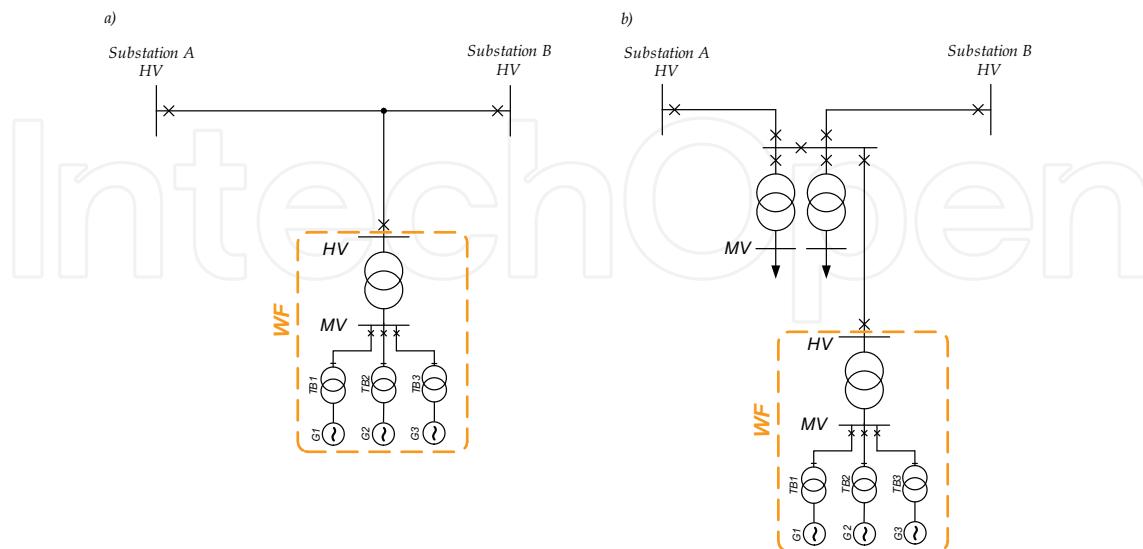 a)
Substation A
HV
Substation B
HV
HV
WF
MV
TB1
TB2
TB3
G1
G2
G3
b)
Substation A
HV
Substation B
HV
MV
HV
WF
MV
TB1
TB2
TB3
G1
G2
G3
IntechOpen